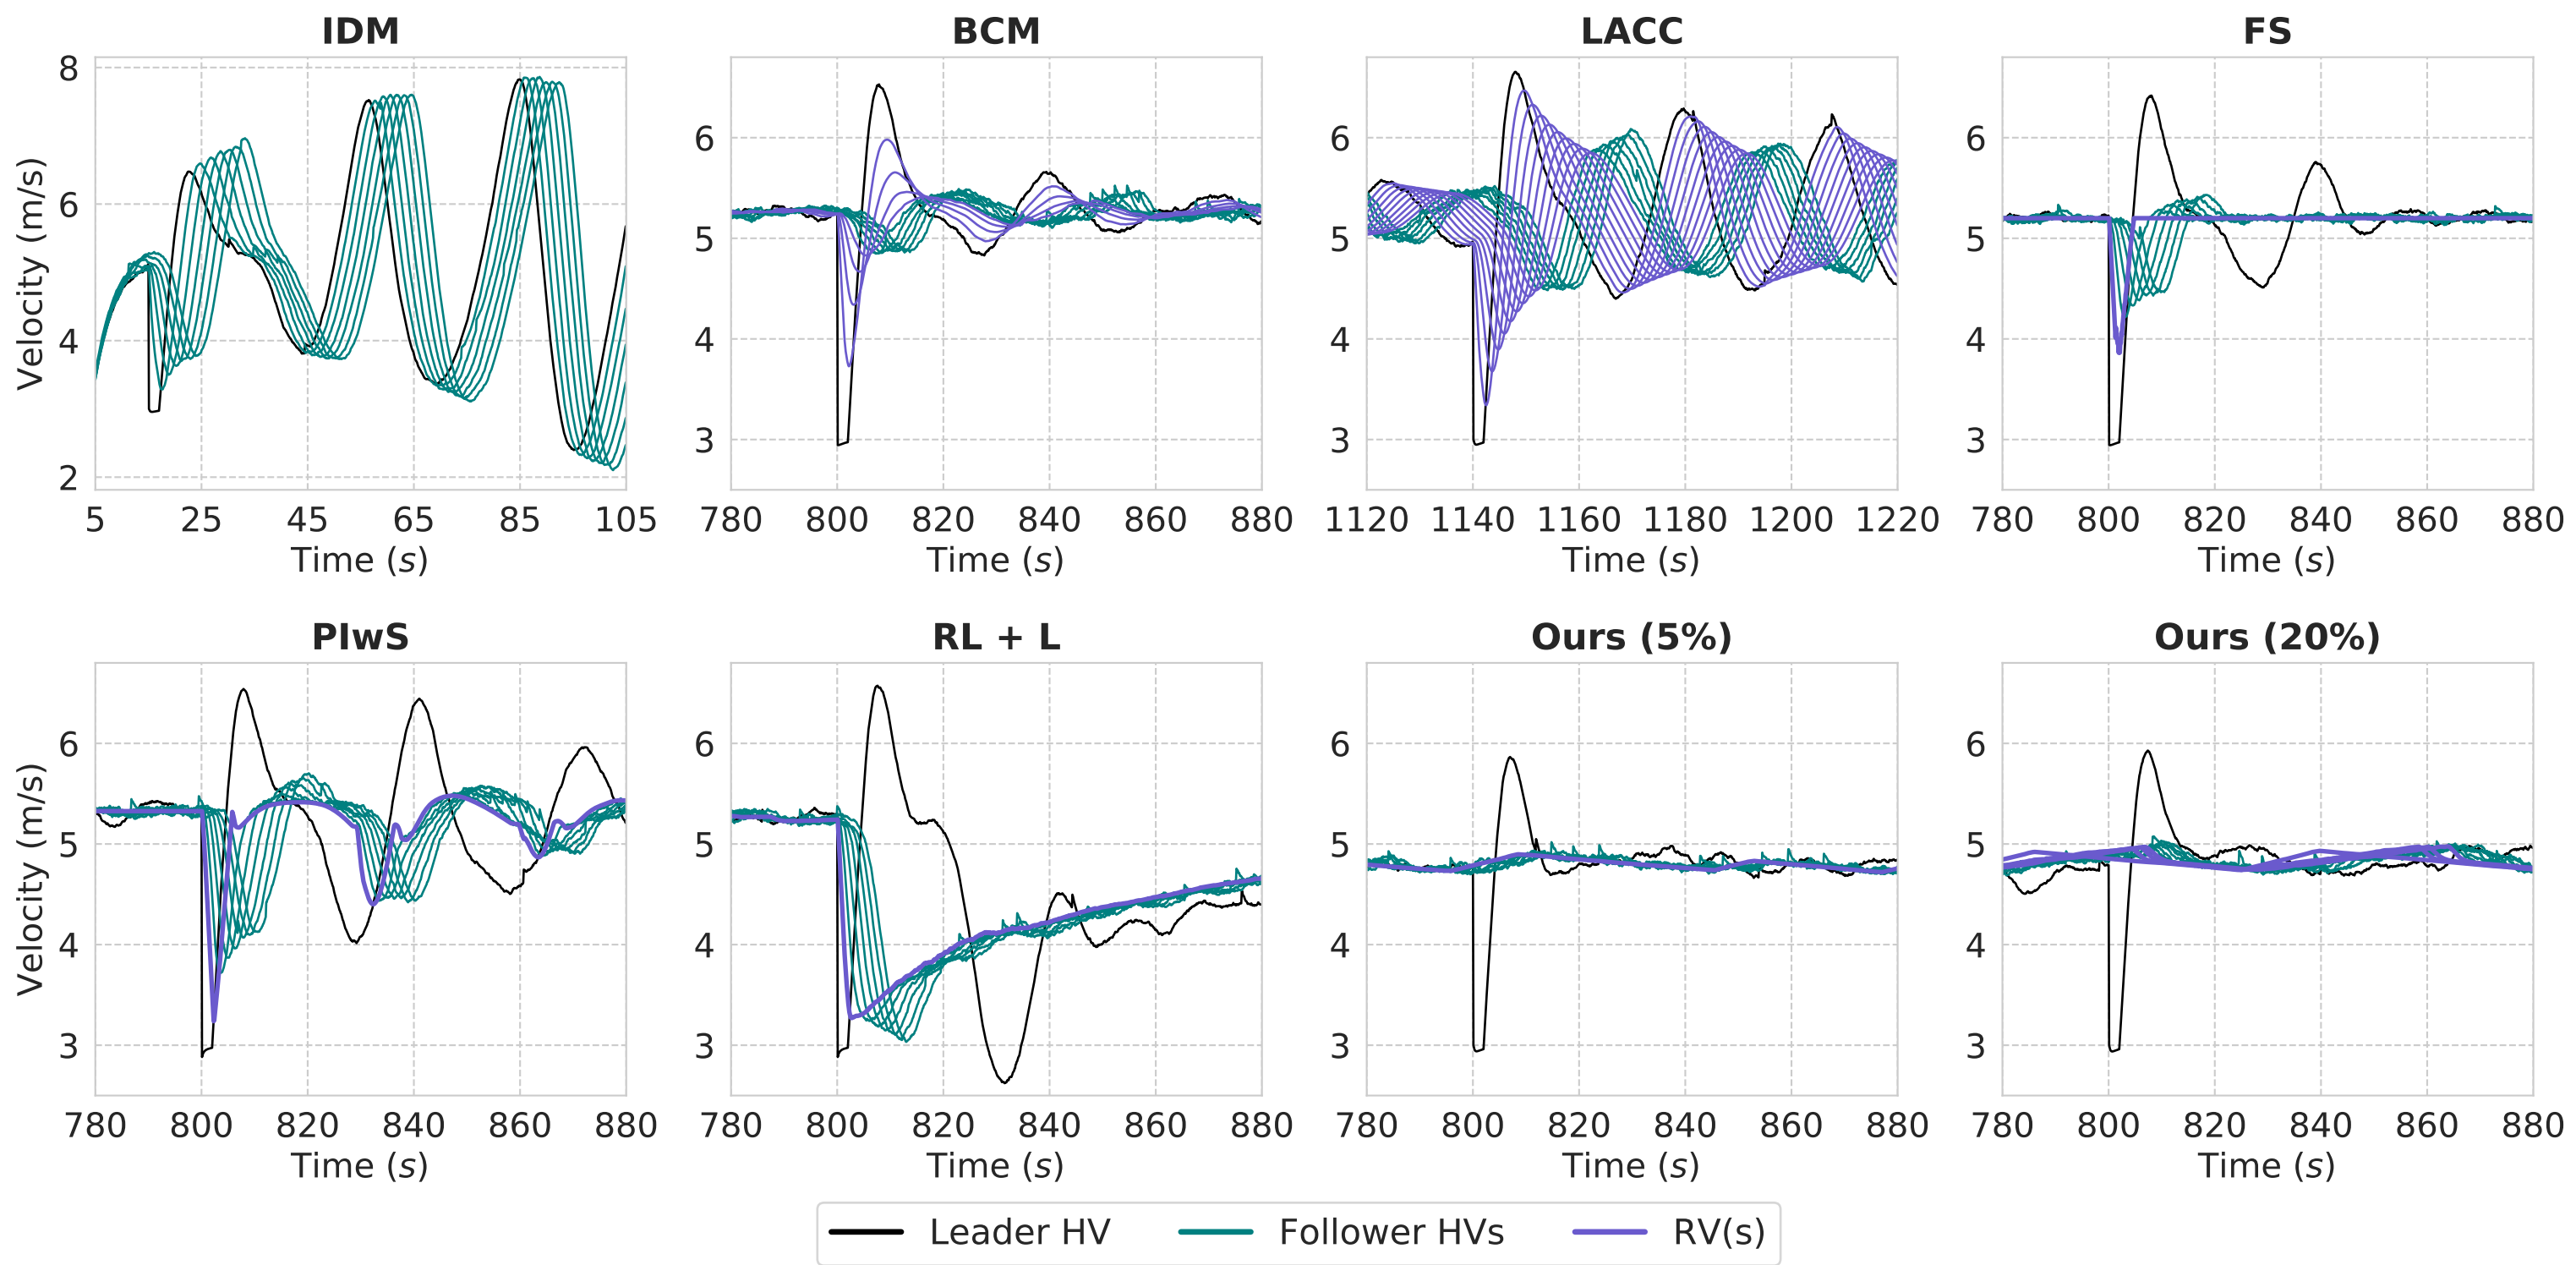 IDM
BCM
LACC
FS
Velocity (m/s)
8
6
4
2
6
5
4
3
6
5
4
3
6
5
4
3
5 25 45 65 85 105
780 800 820 840 860 880
1120 1140 1160 1180 1200 1220
780 800 820 840 860 880
Time (s)
Time (s)
Time (s)
Time (s)
PIwS
RL + L
Ours (5%)
Ours (20%)
Velocity (m/s)
6
5
4
3
6
5
4
3
6
5
4
3
6
5
4
3
780 800 820 840 860 880
780 800 820 840 860 880
780 800 820 840 860 880
780 800 820 840 860 880
Time (s)
Time (s)
Time (s)
Time (s)
Leader HV
Follower HVs
RV(s)